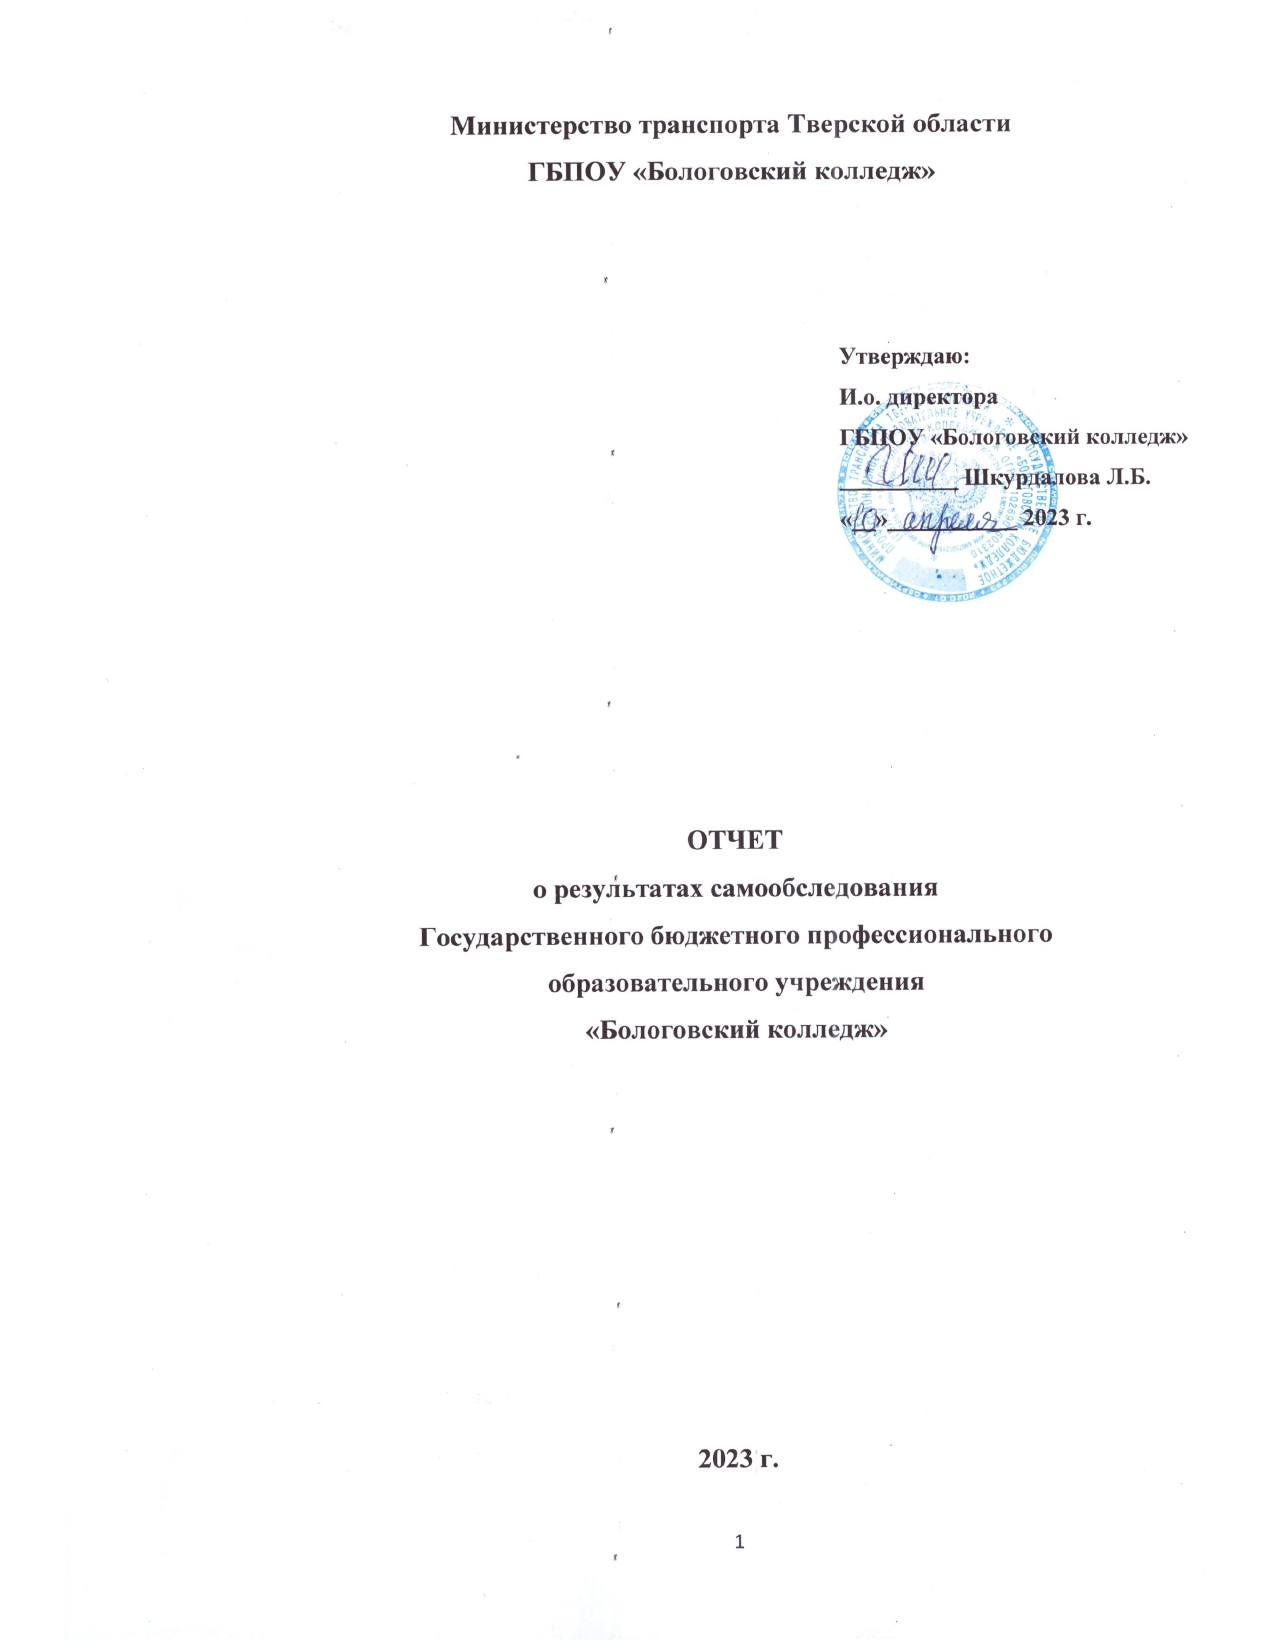 Министерство транспорта Тверской области
ГБПОУ «Бологовский колледж»
Утверждаю:
И.о. директора
ГБПОУ «Бологовский колледж»
Шкурдалова Л.Б.
«10» апреля 2023 г.
ОТЧЕТ
о результатах самообследования
Государственного бюджетного профессионального
образовательного учреждения
«Бологовский колледж»
2023 г.
1